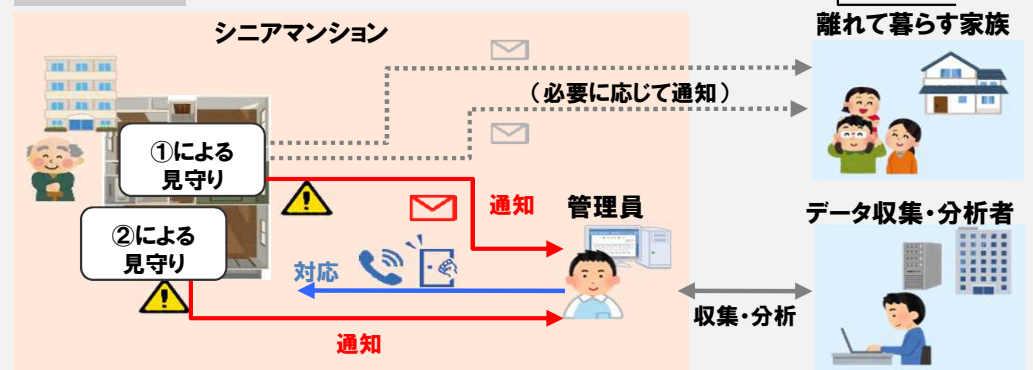 シニアマンション
離れて暮らす家族
（必要に応じて通知）
①による
見守り
通知
管理員
データ収集・分析者
②による
見守り
対応
収集・分析
通知